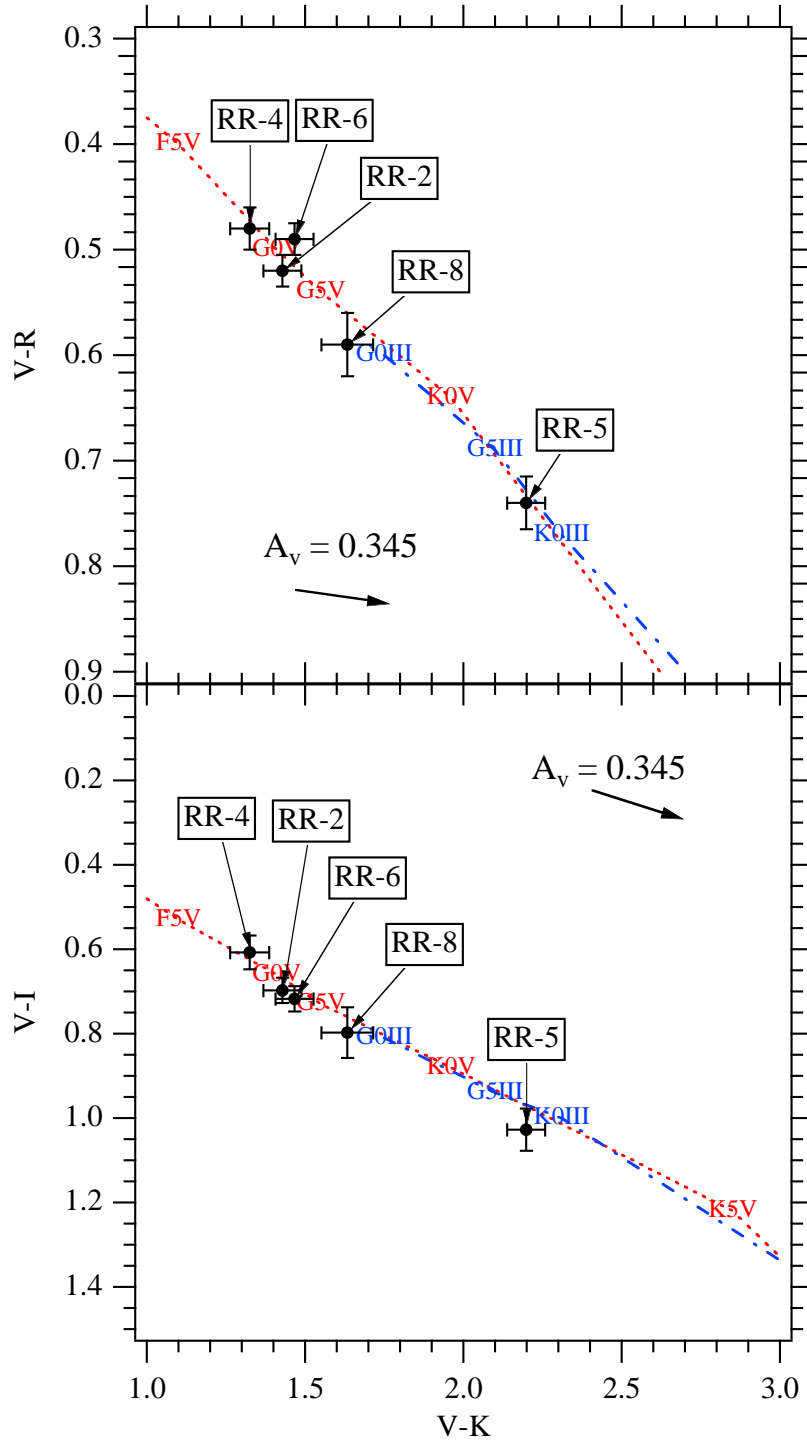 0.3
0.4
0.5
0.6
0.7
0.8
0.9
V-R
RR-4
RR-6
RR-2
RR-8
RR-5
F5V
G0V
G5V
G0III
K0V
G5III
K0III
Av = 0.345
0.0
0.2
0.4
0.6
0.8
1.0
1.2
1.4
V-I
Av = 0.345
RR-4
RR-2
RR-6
RR-8
RR-5
F5V
G0V
G5V
G0III
K0V
G5III
K0III
K5V
1.0
1.5
2.0
2.5
3.0
V-K